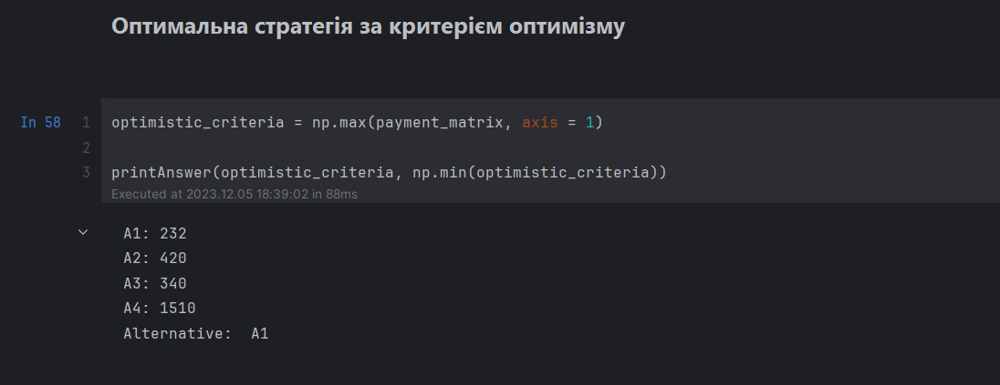 Оптимальна стратегія за критерієм оптимізму
In 58
1 optimistic_criteria = np.max(payment_matrix, axis = 1)
2
3 printAnswer(optimistic_criteria, np.min(optimistic_criteria))
Executed at 2023.12.05 18:39:02 in 88ms
A1: 232
A2: 420
A3: 340
A4: 1510
Alternative:  A1